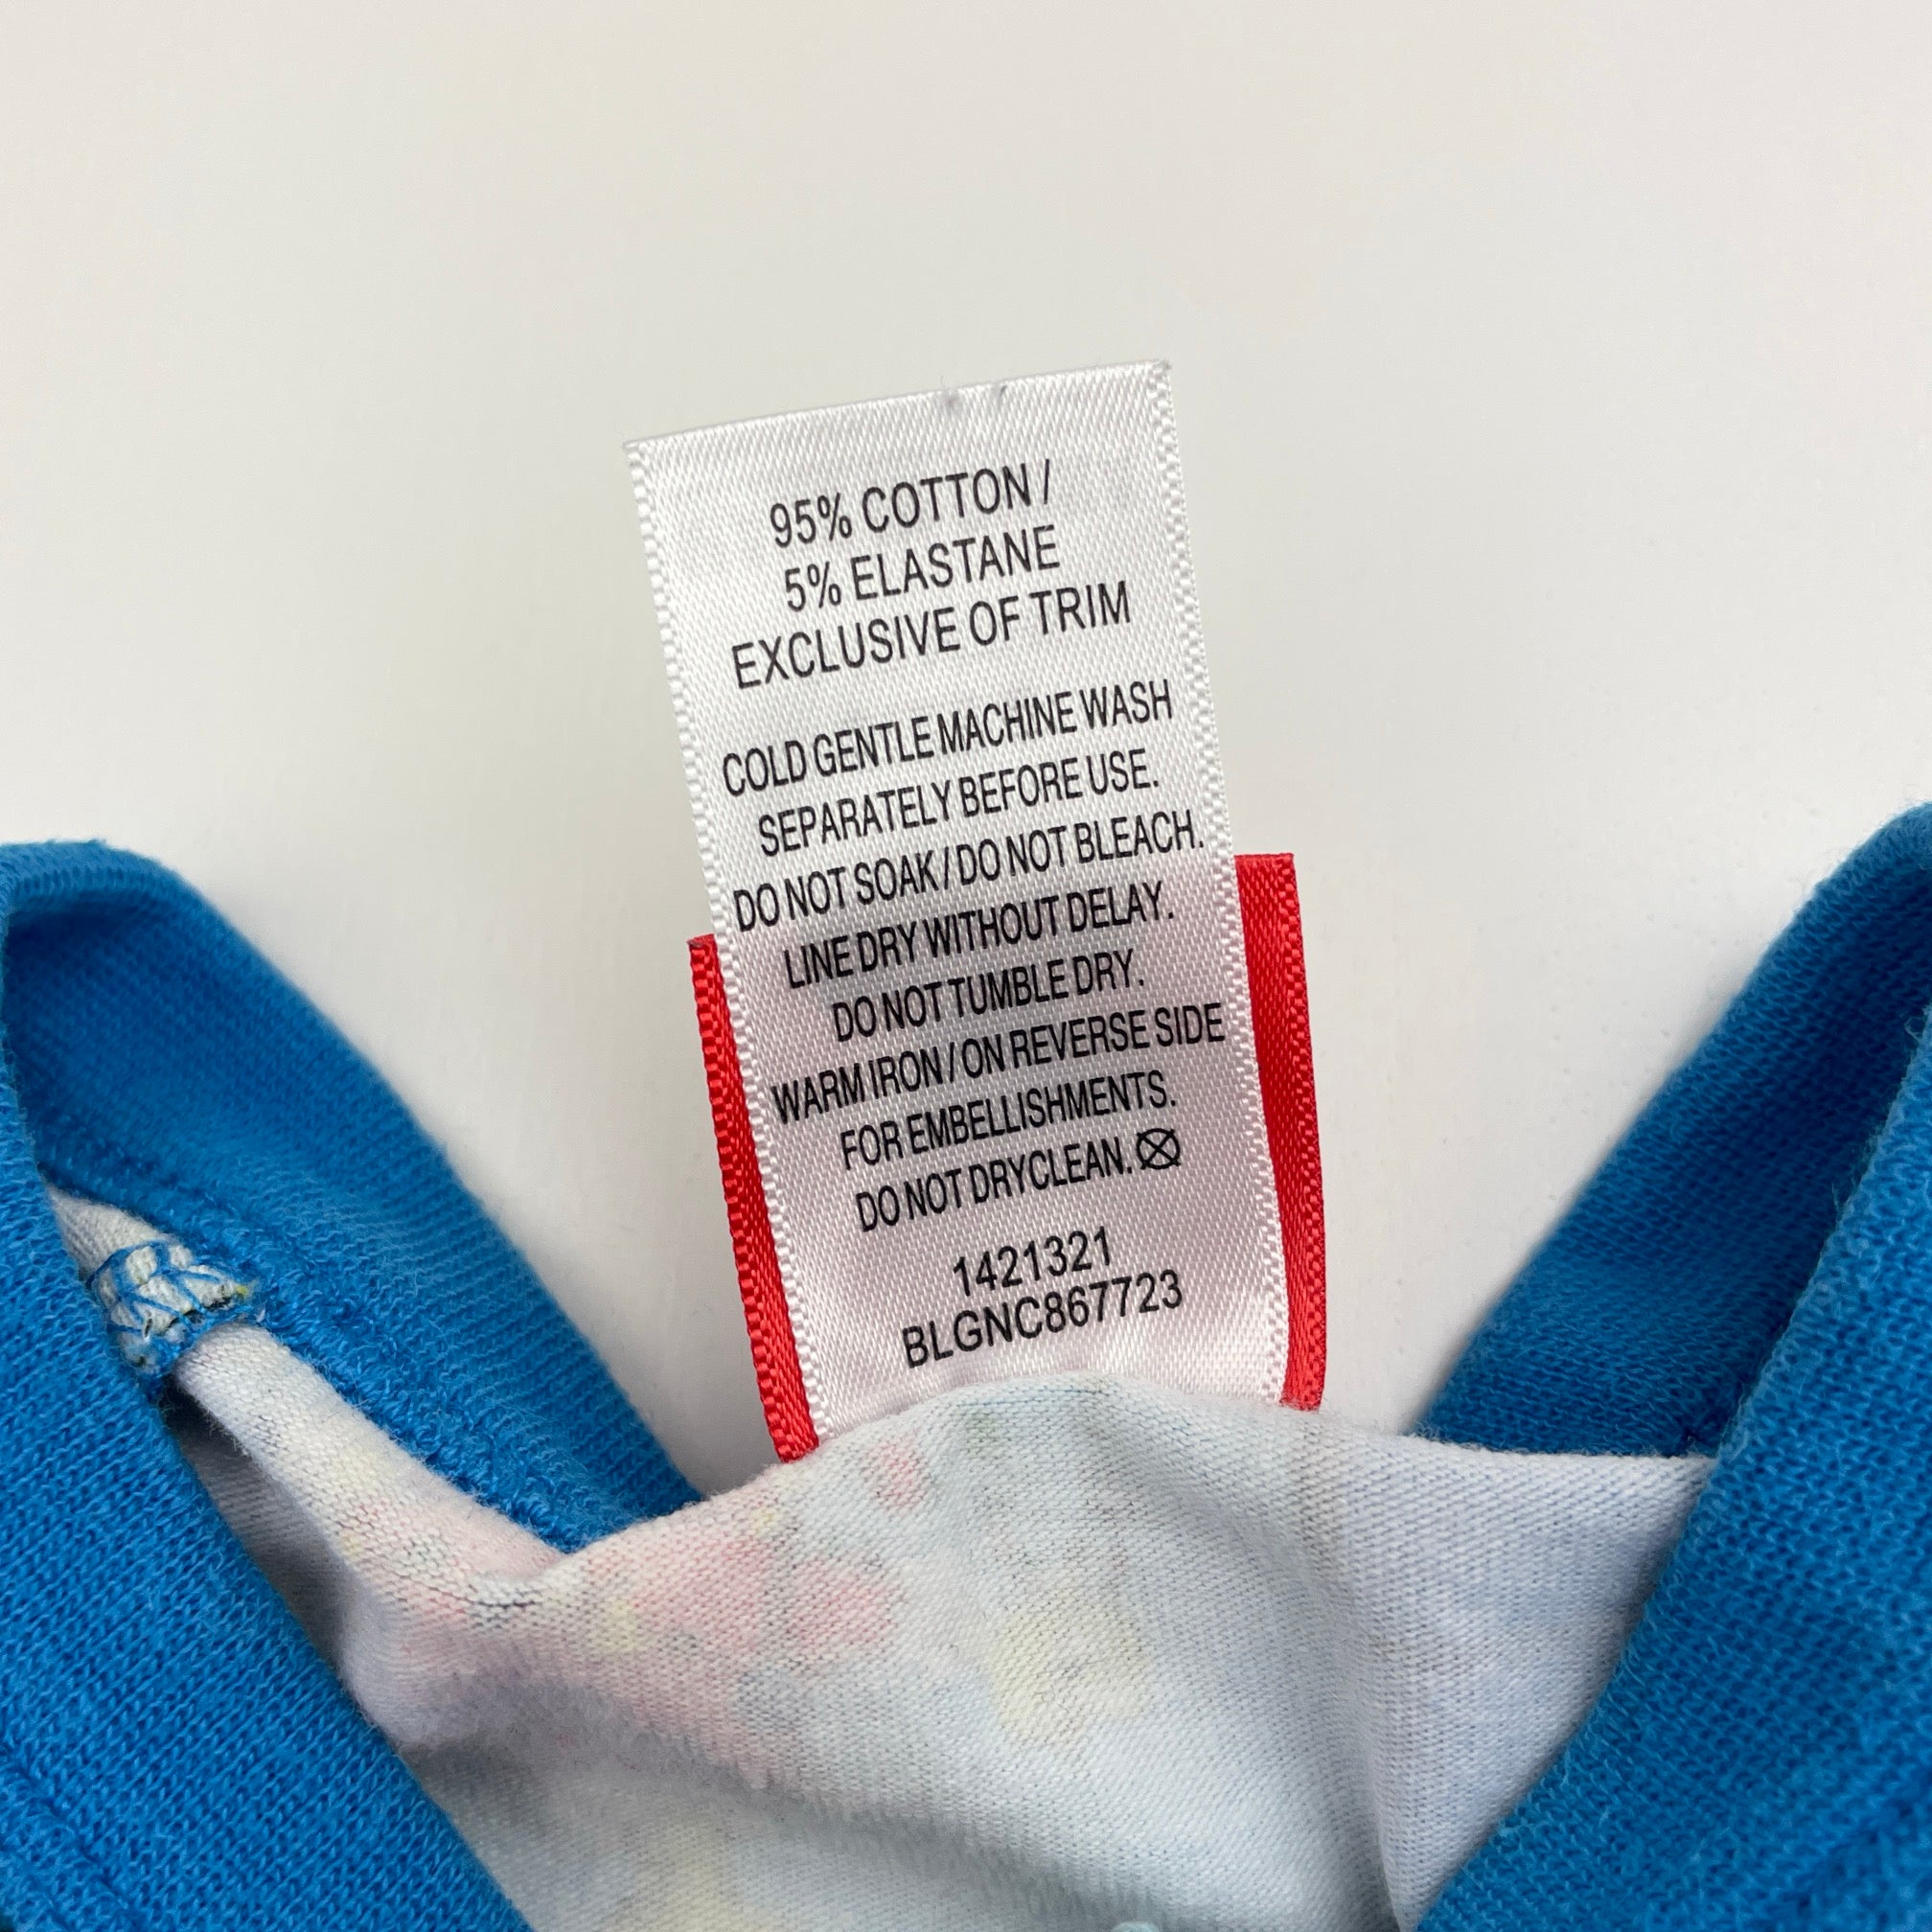 95% COTTON /
5% ELASTANE
EXCLUSIVE OF TRIM
COLD GENTLE MACHINE WASH
SEPARATELY BEFORE USE.
DO NOT SOAK / DO NOT BLEACH.
LINE DRY WITHOUT DELAY.
DO NOT TUMBLE DRY.
WARM IRON / ON REVERSE SIDE
FOR EMBELLISHMENTS.
DO NOT DRYCLEAN.
1421321
BLGNC867723